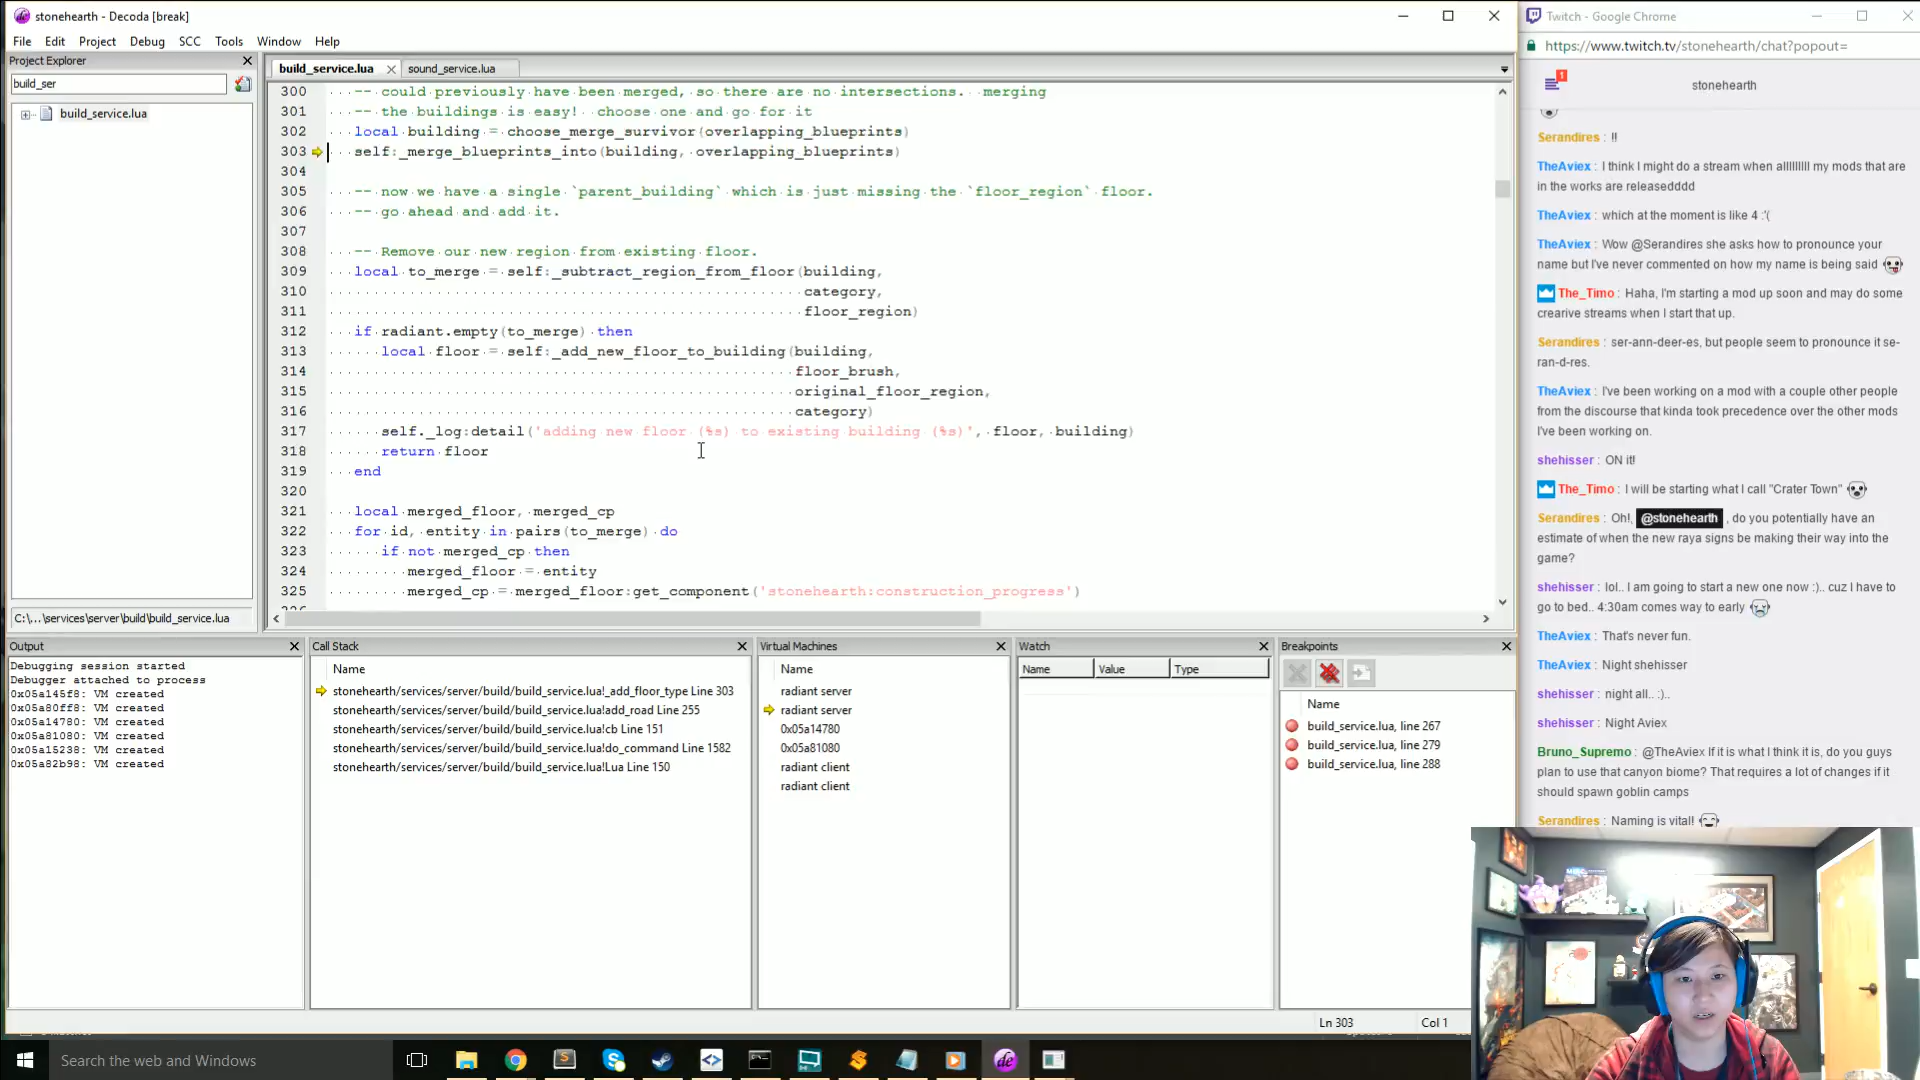 stonehearth - Decoda [break]
File Edit Project Debug SCC Tools Window Help
Project Explorer
build_ser
build_service.lua
C:\...\services\server\build\build_service.lua
build_service.lua
sound_service.lua
300 -- could previously have been merged, so there are no intersections. merging
301 -- the buildings is easy! choose one and go for it
302 local building = choose_merge_survivor(overlapping_blueprints)
303 self:_merge_blueprints_into(building, overlapping_blueprints)
304
305 -- now we have a single `parent_building` which is just missing the `floor_region` floor.
306 -- go ahead and add it.
307
308 -- Remove our new region from existing floor.
309 local to_merge = self:_subtract_region_from_floor(building,
310 category,
311 floor_region)
312 if radiant.empty(to_merge) then
313 local floor = self:_add_new_floor_to_building(building,
314 floor_brush,
315 original_floor_region,
316 category)
317 self._log:detail('adding new floor (%s) to existing building (%s)', floor, building)
318 return floor
319 end
320
321 local merged_floor, merged_cp
322 for id, entity in pairs(to_merge) do
323 if not merged_cp then
324 merged_floor = entity
325 merged_cp = merged_floor:get_component('stonehearth:construction_progress')
Output
Debugging session started
Debugger attached to process
0x05a145f8: VM created
0x05a80ff8: VM created
0x05a14780: VM created
0x05a81080: VM created
0x05a15238: VM created
0x05a82b98: VM created
Call Stack
Name
stonehearth/services/server/build/build_service.lua!_add_floor_type Line 303
stonehearth/services/server/build/build_service.lua!add_road Line 255
stonehearth/services/server/build/build_service.lua!cb Line 151
stonehearth/services/server/build/build_service.lua!do_command Line 1582
stonehearth/services/server/build/build_service.lua!Lua Line 150
Virtual Machines
Name
radiant server
radiant server
0x05a14780
0x05a81080
radiant client
radiant client
Watch
Name Value Type
Breakpoints
Name
build_service.lua, line 267
build_service.lua, line 279
build_service.lua, line 288
Ln 303 Col 1
Search the web and Windows
Twitch - Google Chrome
https://www.twitch.tv/stonehearth/chat?popout=
1
stonehearth
Serandires : !!
TheAviex : I think I might do a stream when alllllllll my mods that are
in the works are releasedddd
TheAviex : which at the moment is like 4 :'(
TheAviex : Wow @Serandires she asks how to pronounce your
name but I've never commented on how my name is being said
The_Timo : Haha, I'm starting a mod up soon and may do some
crearive streams when I start that up.
Serandires : ser-ann-deer-es, but people seem to pronounce it se-
ran-d-res.
TheAviex : I've been working on a mod with a couple other people
from the discourse that kinda took precedence over the other mods
I've been working on.
shehisser : ON it!
The_Timo : I will be starting what I call "Crater Town"
Serandires : Oh!, @stonehearth , do you potentially have an
estimate of when the new raya signs be making their way into the
game?
shehisser : lol.. I am going to start a new one now :).. cuz I have to
go to bed.. 4:30am comes way to early
TheAviex : That's never fun.
TheAviex : Night shehisser
shehisser : night all.. :)..
shehisser : Night Aviex
Bruno_Supremo : @TheAviex If it is what I think it is, do you guys
plan to use that canyon biome? That requires a lot of changes if it
should spawn goblin camps
Serandires : Naming is vital!